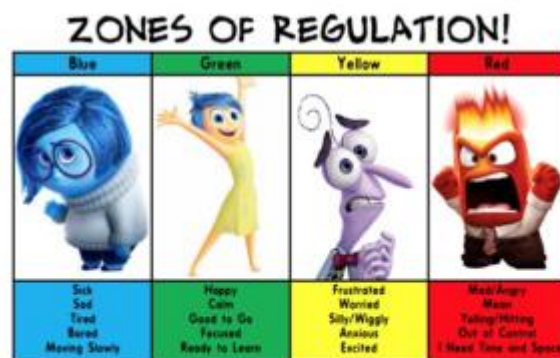 ZONES OF REGULATION!
Blue Green Yellow Red
Sick Happy Frustrated Mad/Angry
Sad Calm Worried Mean
Tired Good to Go Silly/Wiggly Yelling/Hitting
Bored Focused Anxious Out of Control
Moving Slowly Ready to Learn Excited I Need Time and Space